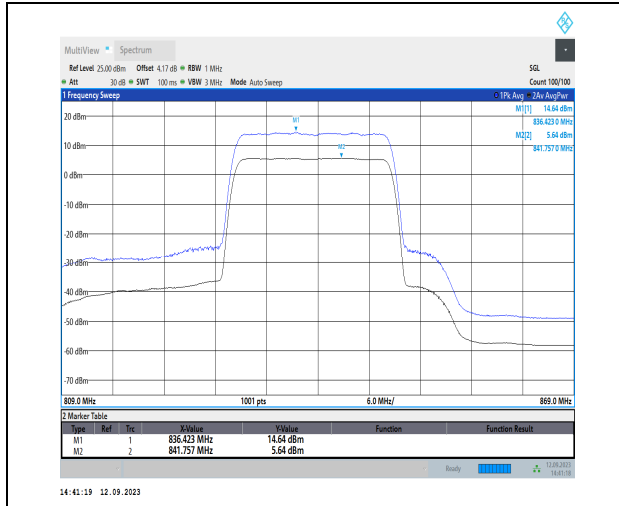 MultiView Spectrum
Ref Level 25.00 dBm Offset 4.17 dB RBW 1 MHz SGL
Att 30 dB SWT 100 ms VBW 3 MHz Mode Auto Sweep Count 100/100
1 Frequency Sweep 1Pk Avg 2Av AvgPwr
M1[1] 14.64 dBm
836.423 0 MHz
M2[2] 5.64 dBm
841.757 0 MHz
20 dBm
M1
M2
10 dBm
0 dBm
-10 dBm
-20 dBm
-30 dBm
-40 dBm
-50 dBm
-60 dBm
-70 dBm
809.0 MHz 1001 pts 6.0 MHz/ 869.0 MHz
2 Marker Table
Type Ref Trc X-Value Y-Value Function Function Result
M1 1 836.423 MHz 14.64 dBm
M2 2 841.757 MHz 5.64 dBm
Ready 12.09.2023
14:41:18
14:41:19 12.09.2023